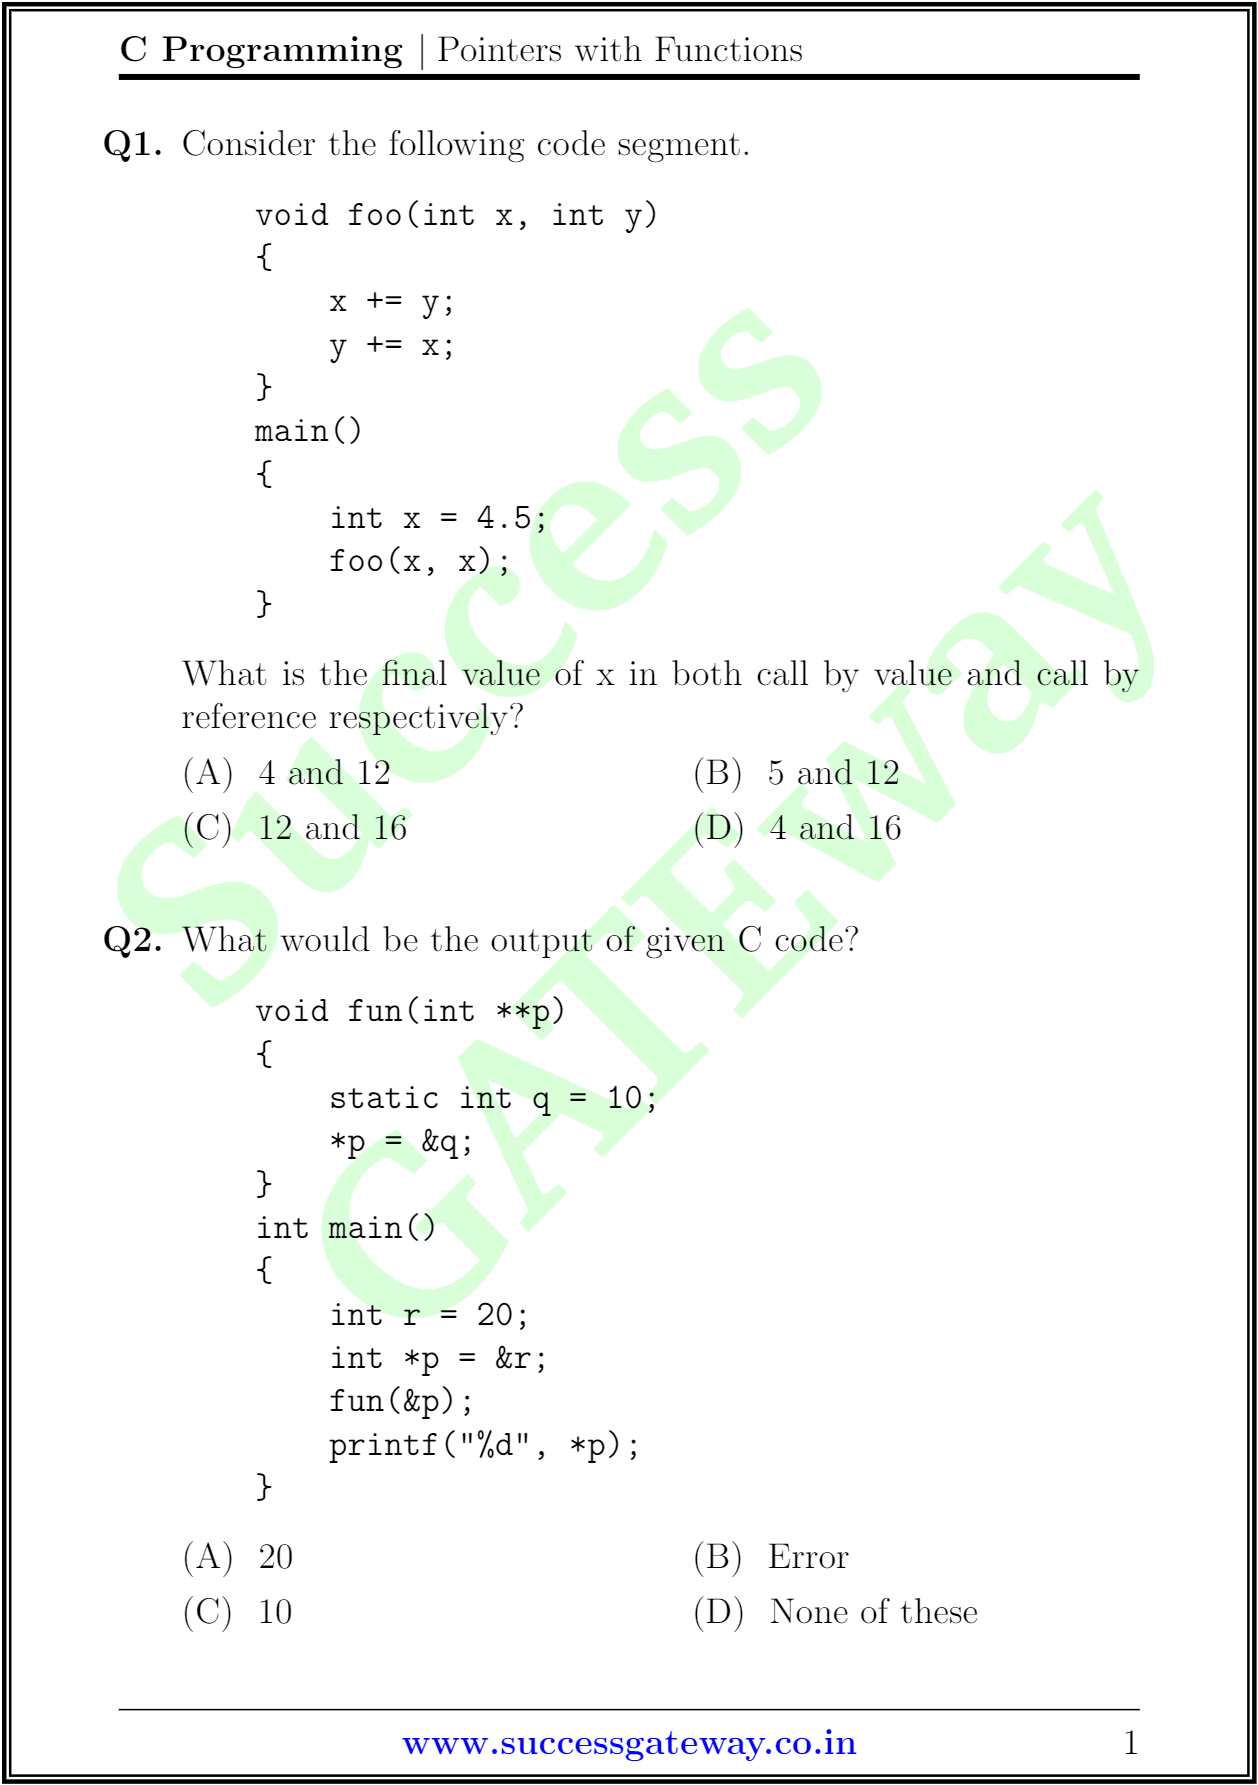 C Programming | Pointers with Functions
Q1. Consider the following code segment.
void foo(int x, int y)
{
    x += y;
    y += x;
}
main()
{
    int x = 4.5;
    foo(x, x);
}
What is the final value of x in both call by value and call by
reference respectively?
(A) 4 and 12 (B) 5 and 12
(C) 12 and 16 (D) 4 and 16
Q2. What would be the output of given C code?
void fun(int **p)
{
    static int q = 10;
    *p = &q;
}
int main()
{
    int r = 20;
    int *p = &r;
    fun(&p);
    printf("%d", *p);
}
(A) 20 (B) Error
(C) 10 (D) None of these
www.successgateway.co.in 1
Success
GATEway